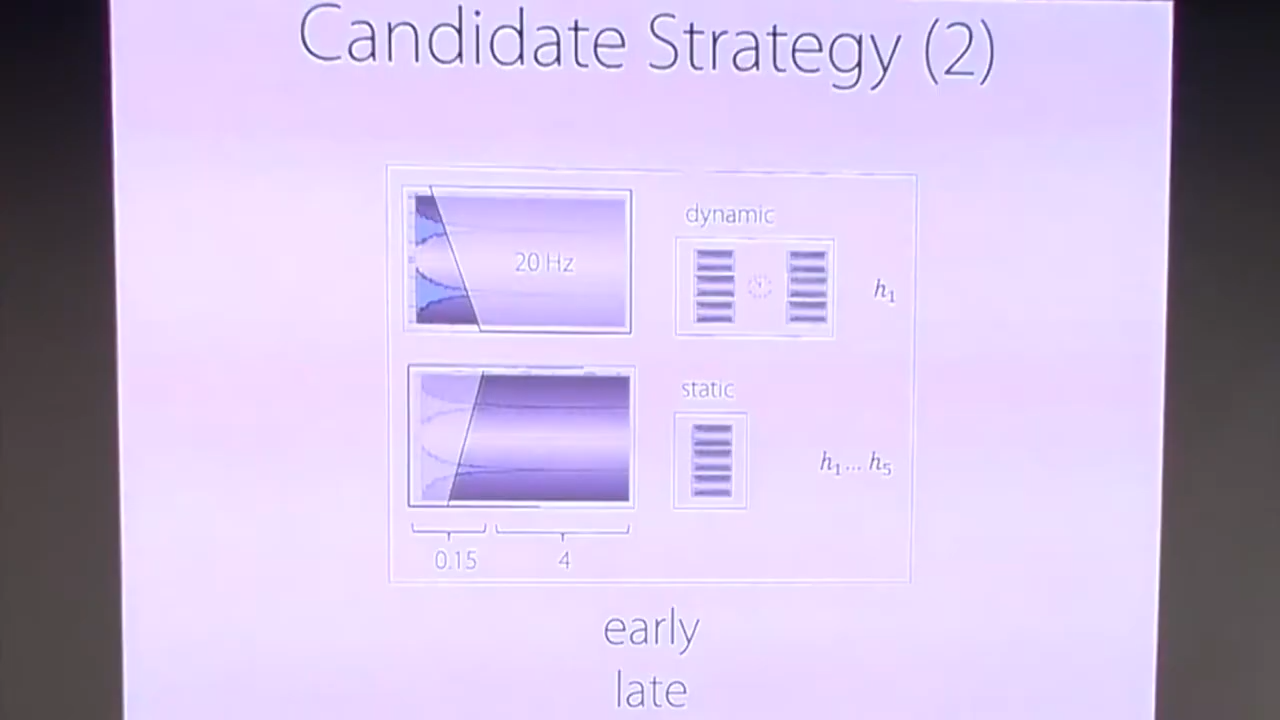 Candidate Strategy (2)
20 Hz
dynamic
h₁
static
h₁... h₅
0.15
4
early
late